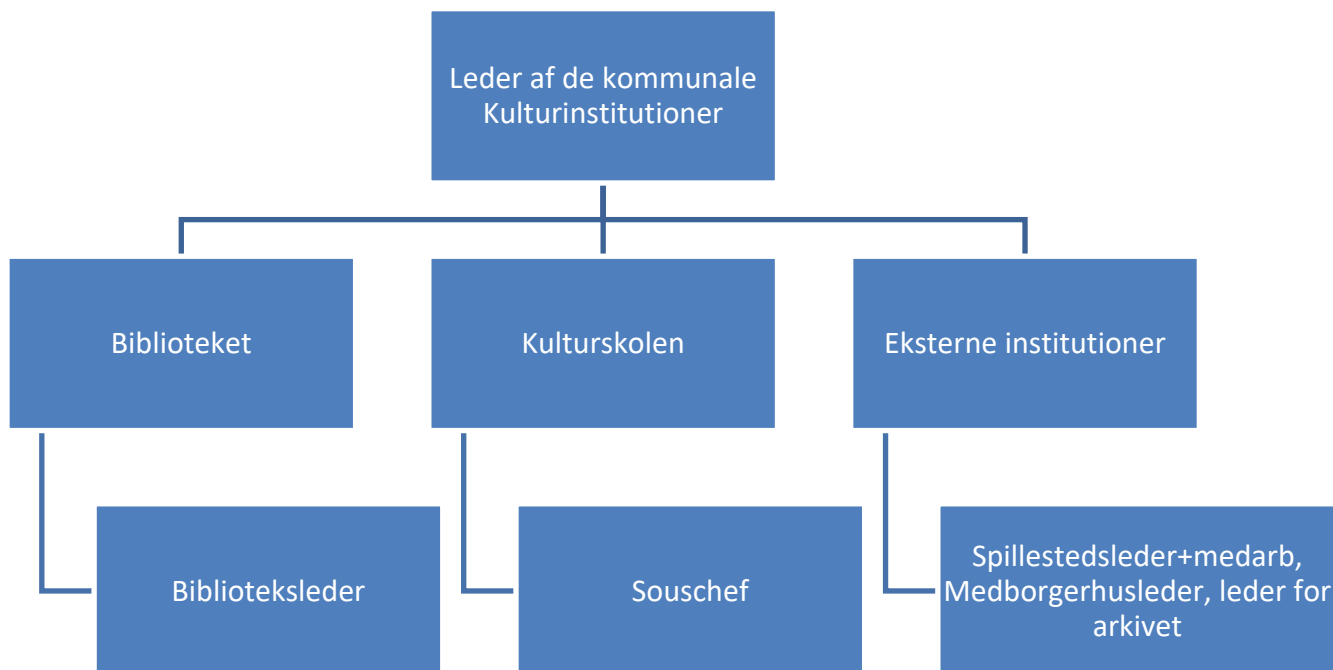 Leder af de kommunale
Kulturinstitutioner
Biblioteket
Kulturskolen
Eksterne institutioner
Biblioteksleder
Souschef
Spillestedsleder+medarb,
Medborgerhusleder, leder for
arkivet